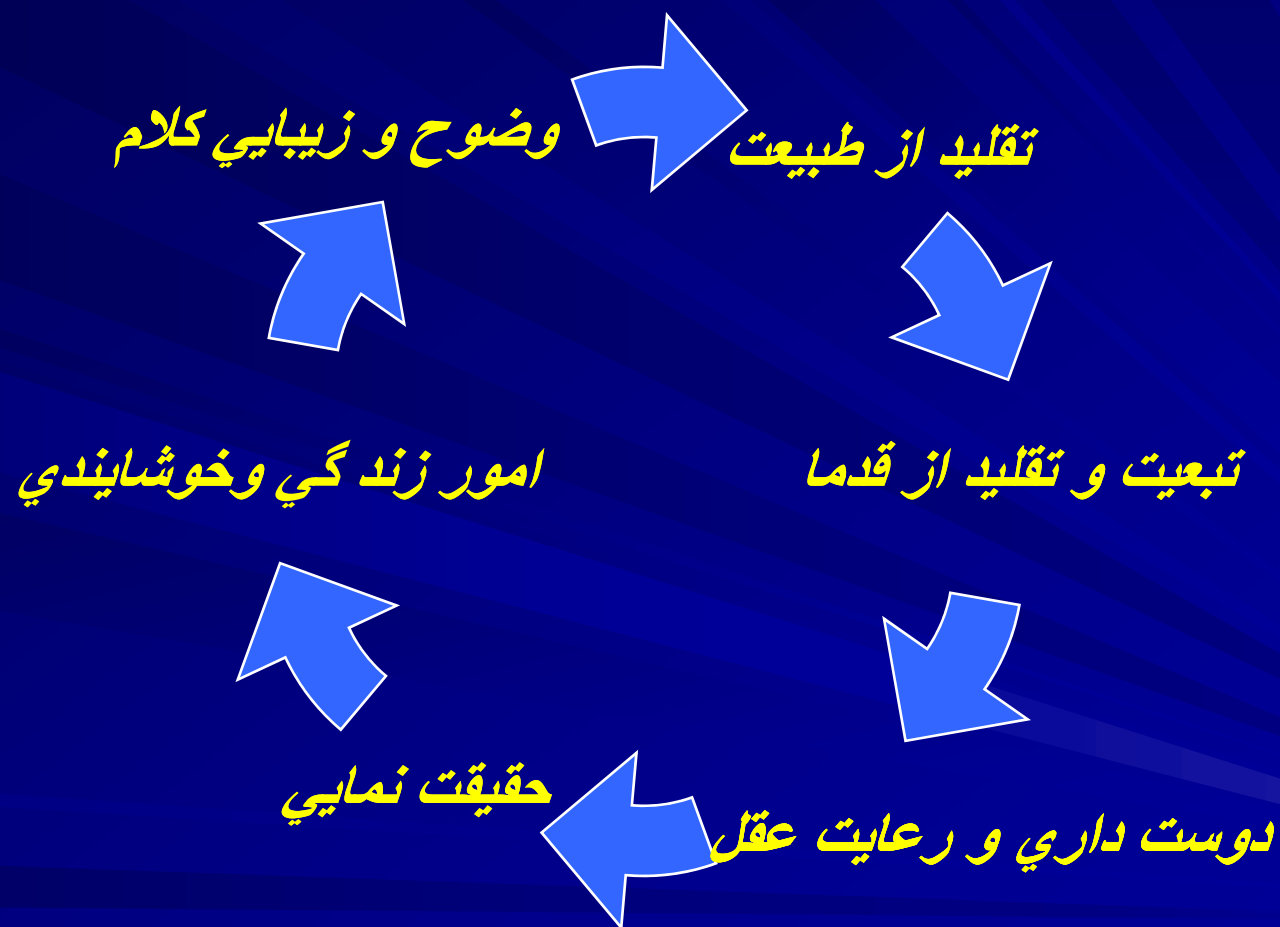 تقليد از طبيعت
تبعيت و تقليد از قدما
دوست داري و رعايت عقل
حقيقت نمايي
امور زند گي وخوشايندي
وضوح و زيبايي كلام